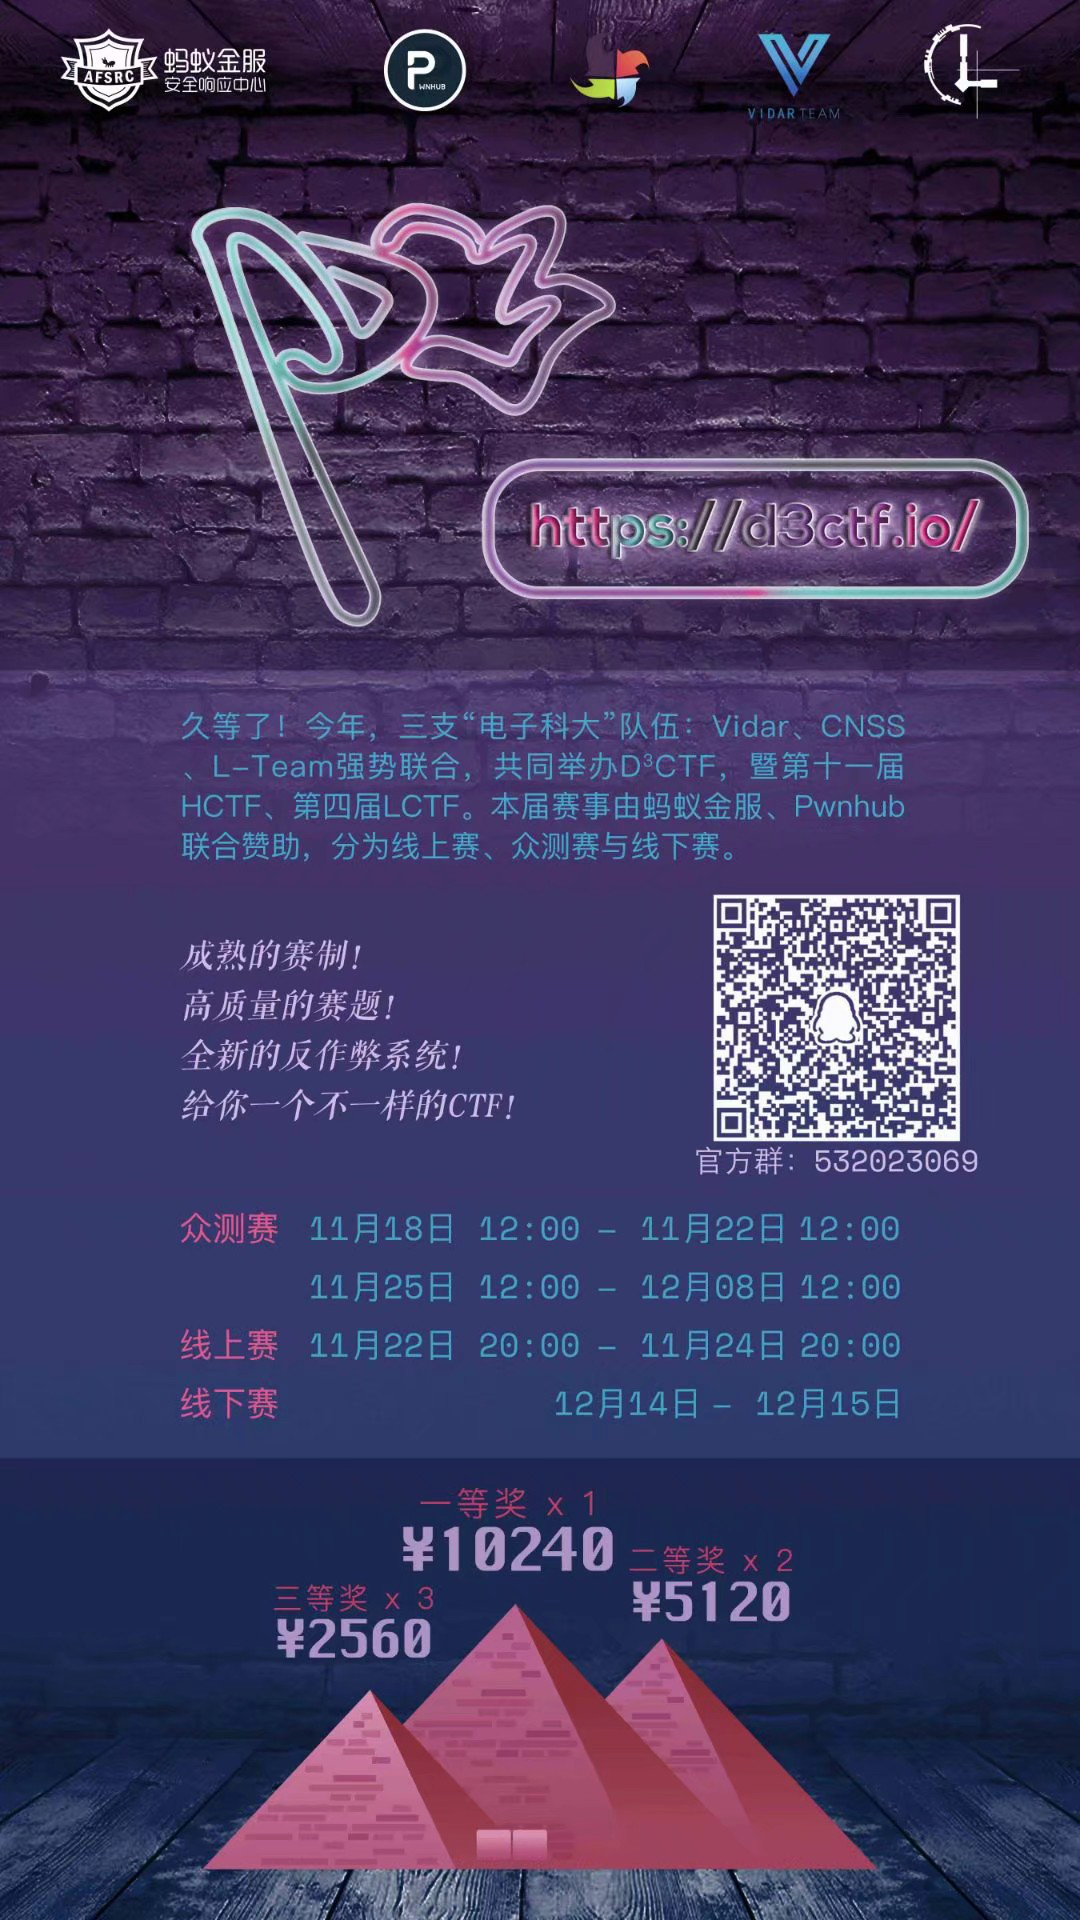 AFSRC
蚂蚁金服
安全响应中心
PWNHUB
VIDAR TEAM
https://d3ctf.io/
久等了！今年，三支“电子科大”队伍：Vidar、CNSS
、L-Team强势联合，共同举办D³CTF，暨第十一届
HCTF、第四届LCTF。本届赛事由蚂蚁金服、Pwnhub
联合赞助，分为线上赛、众测赛与线下赛。
成熟的赛制！
高质量的赛题！
全新的反作弊系统！
给你一个不一样的CTF！
官方群：532023069
众测赛 11月18日 12:00 - 11月22日 12:00
11月25日 12:00 - 12月08日 12:00
线上赛 11月22日 20:00 - 11月24日 20:00
线下赛 12月14日 - 12月15日
一等奖 x 1
¥10240
二等奖 x 2
¥5120
三等奖 x 3
¥2560